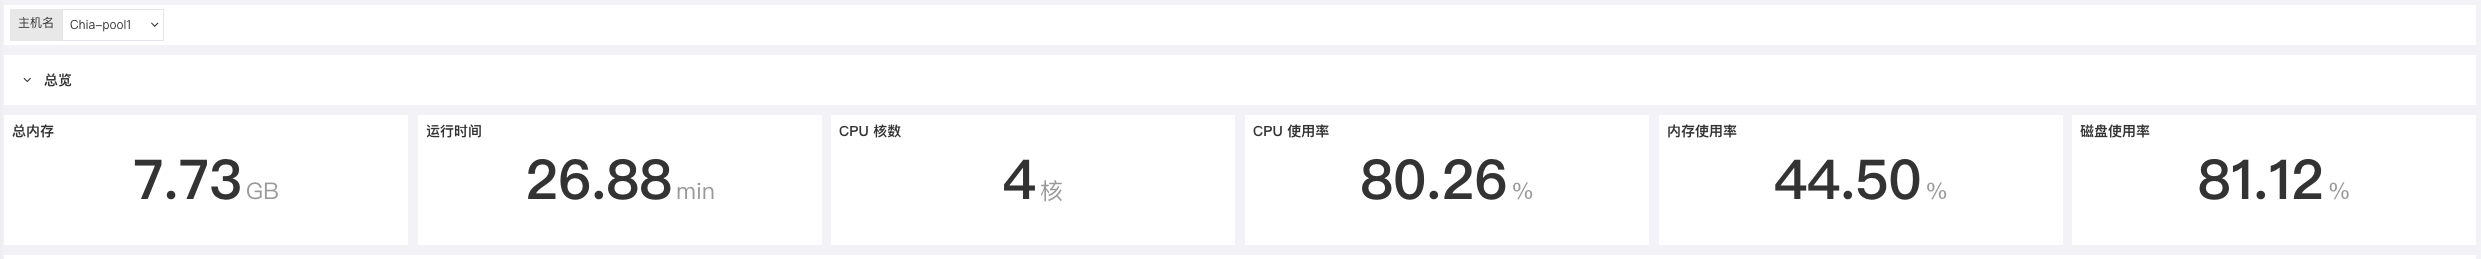 主机名 Chia-pool1
总览
总内存 运行时间 CPU 核数 CPU 使用率 内存使用率 磁盘使用率
7.73 GB 26.88 min 4 核 80.26 % 44.50 % 81.12 %